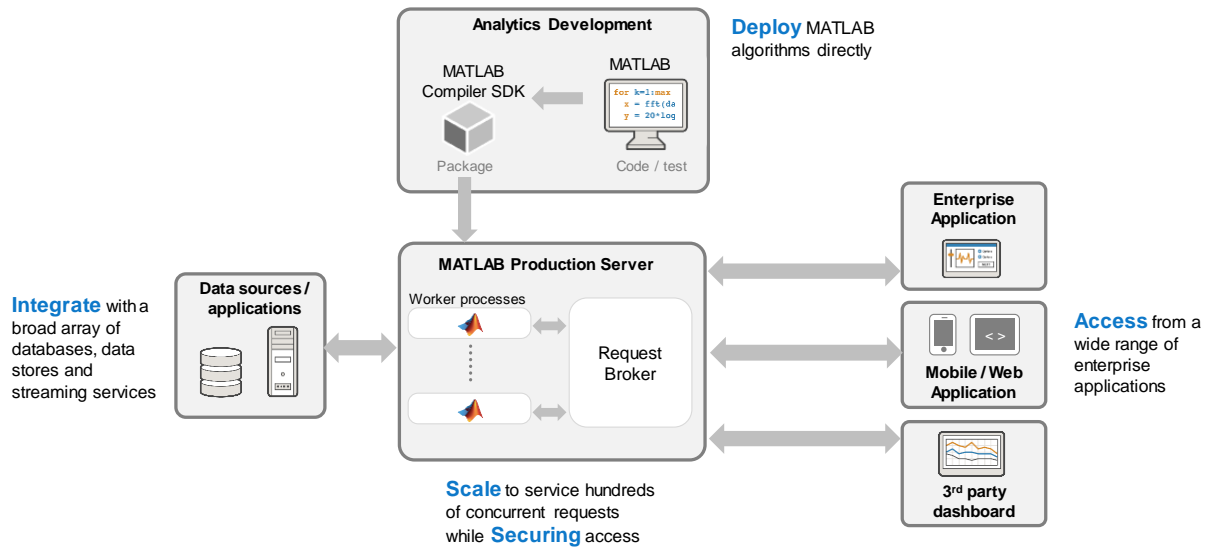 Analytics Development
Deploy MATLAB
algorithms directly
MATLAB
Compiler SDK
MATLAB
for k=1:max
x = fft(da
y = 20*log
Package
Code / test
Enterprise
Application
MATLAB Production Server
Data sources /
applications
Integrate with a
broad array of
databases, data
stores and
streaming services
Worker processes
Request
Broker
< >
Mobile / Web
Application
Access from a
wide range of
enterprise
applications
3rd party
dashboard
Scale to service hundreds
of concurrent requests
while Securing access